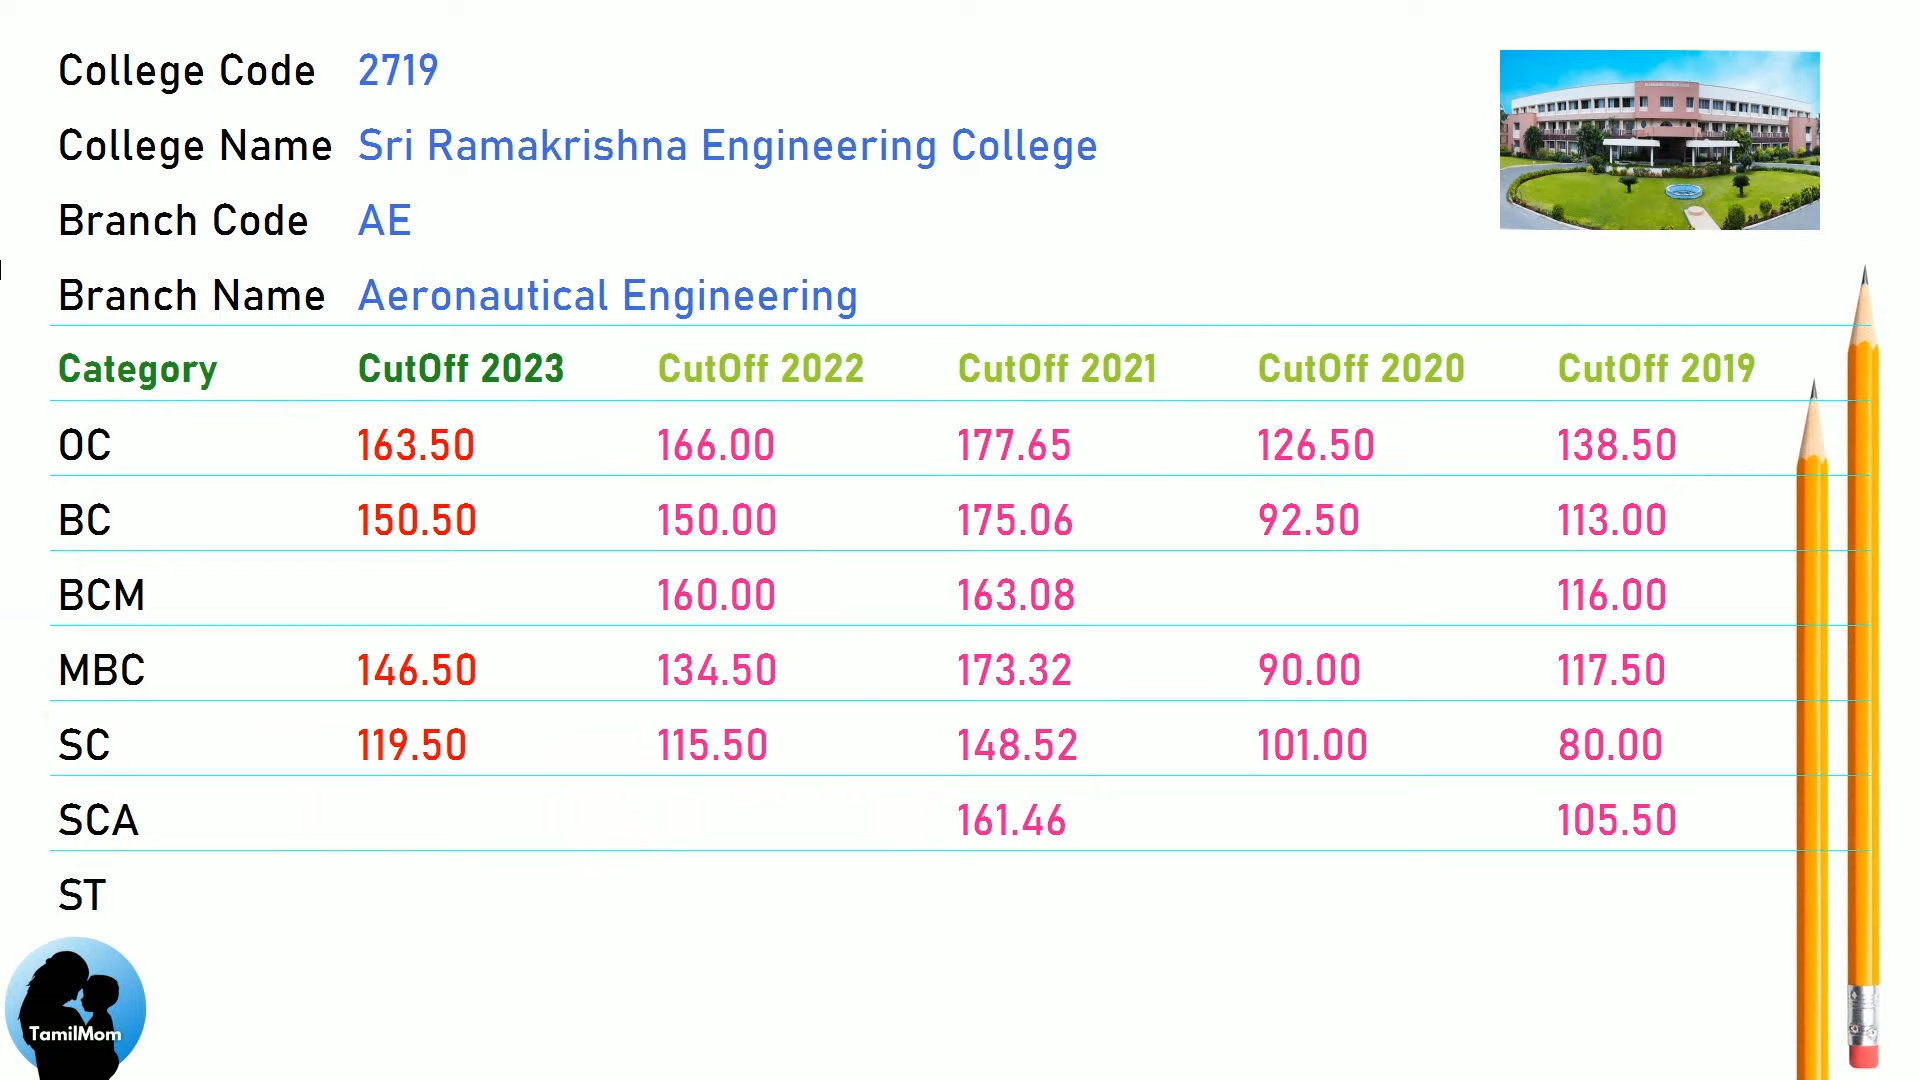 College Code 2719
College Name Sri Ramakrishna Engineering College
Branch Code AE
Branch Name Aeronautical Engineering
Category CutOff 2023 CutOff 2022 CutOff 2021 CutOff 2020 CutOff 2019
OC 163.50 166.00 177.65 126.50 138.50
BC 150.50 150.00 175.06 92.50 113.00
BCM 160.00 163.08 116.00
MBC 146.50 134.50 173.32 90.00 117.50
SC 119.50 115.50 148.52 101.00 80.00
SCA 161.46 105.50
ST
TamilMom